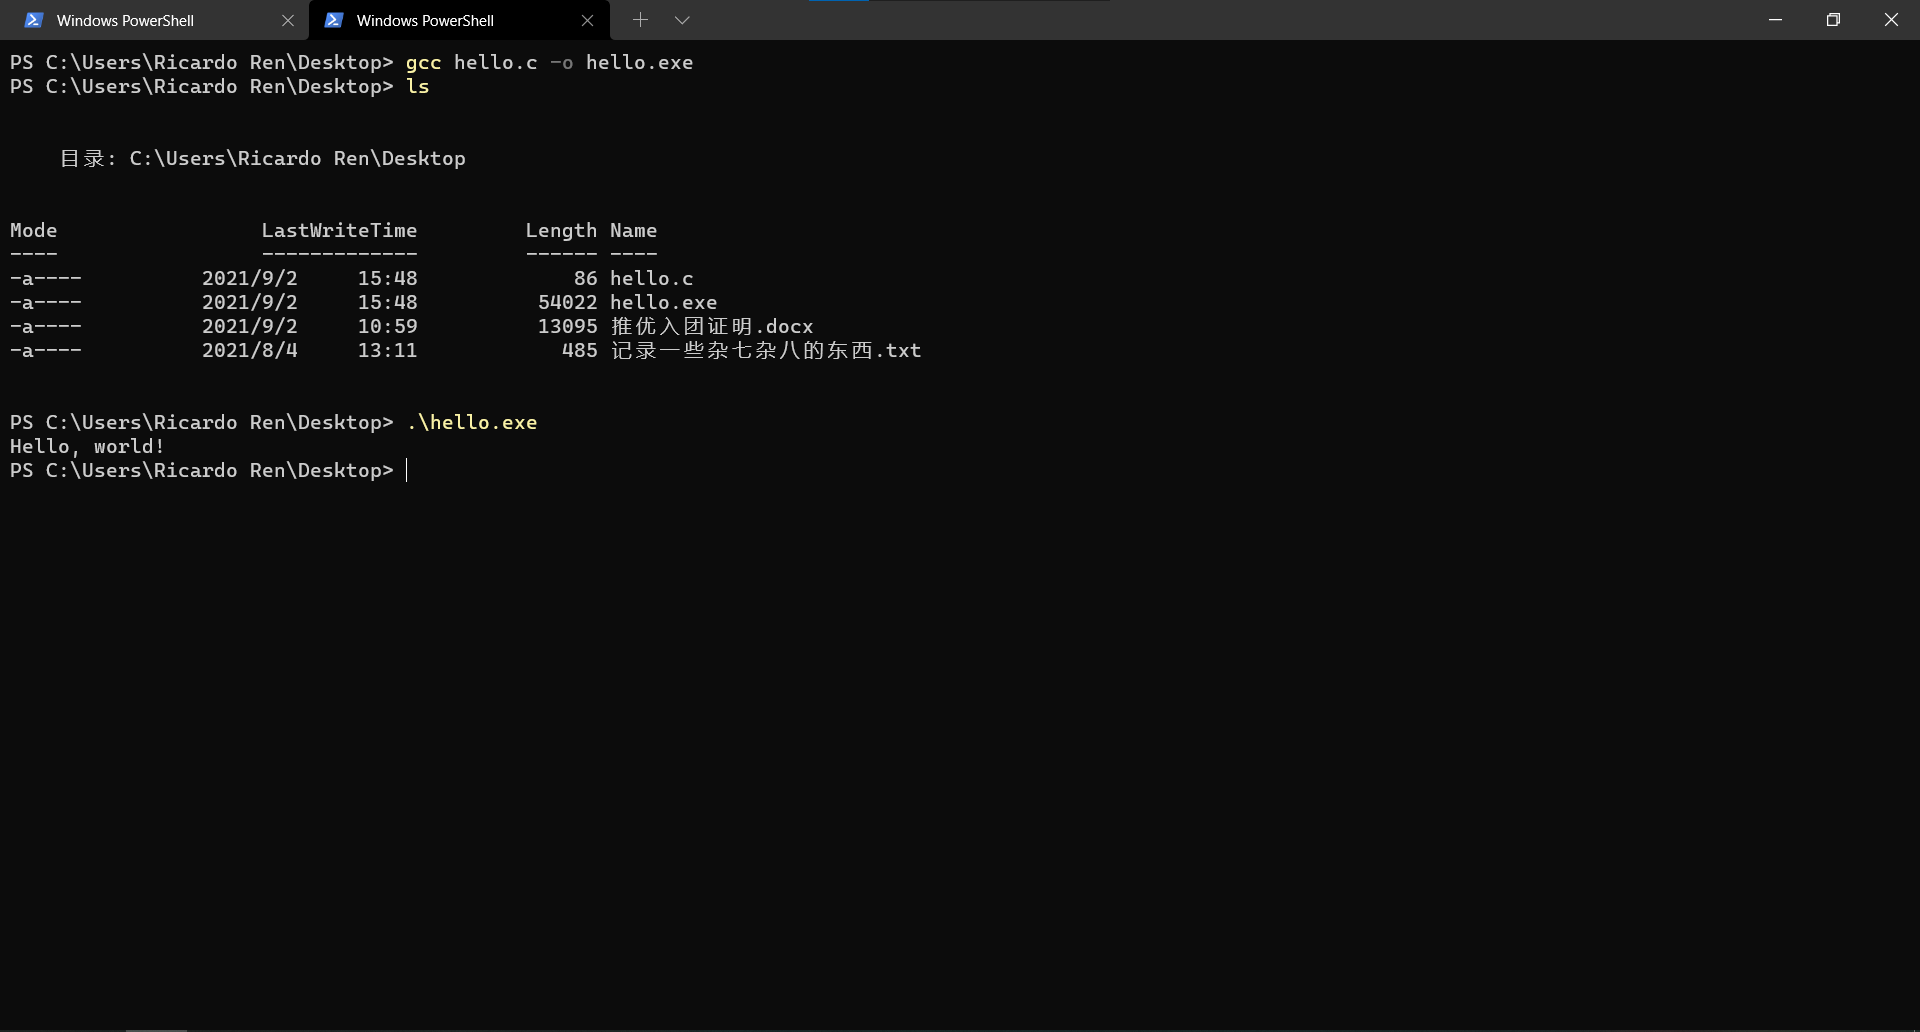 Windows PowerShell Windows PowerShell
PS C:\Users\Ricardo Ren\Desktop> gcc hello.c -o hello.exe
PS C:\Users\Ricardo Ren\Desktop> ls
目录: C:\Users\Ricardo Ren\Desktop
Mode LastWriteTime Length Name
---- ------------- ------ ----
-a---- 2021/9/2 15:48 86 hello.c
-a---- 2021/9/2 15:48 54022 hello.exe
-a---- 2021/9/2 10:59 13095 推优入团证明.docx
-a---- 2021/8/4 13:11 485 记录一些杂七杂八的东西.txt
PS C:\Users\Ricardo Ren\Desktop> .\hello.exe
Hello, world!
PS C:\Users\Ricardo Ren\Desktop>